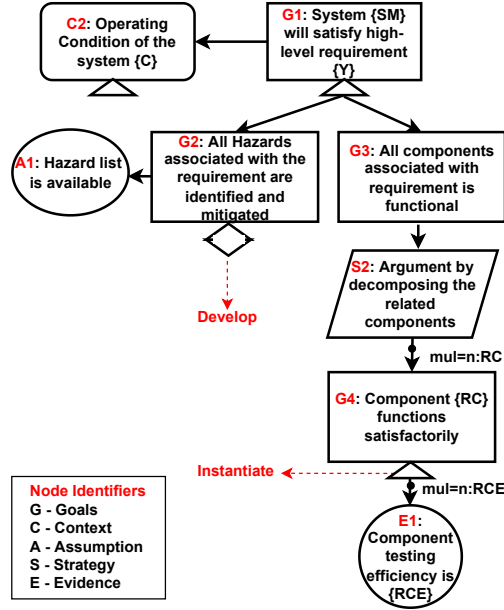 C2: Operating
Condition of the
system {C}
G1: System {SM}
will satisfy high-
level requirement
{Y}
A1: Hazard list
is available
G2: All Hazards
associated with the
requirement are
identified and
mitigated
G3: All components
associated with
requirement is
functional
Develop
S2: Argument by
decomposing the
related
components
mul=n:RC
G4: Component {RC}
functions
satisfactorily
Instantiate
mul=n:RCE
E1:
Component
testing
efficiency is
{RCE}
Node Identifiers
G - Goals
C - Context
A - Assumption
S - Strategy
E - Evidence